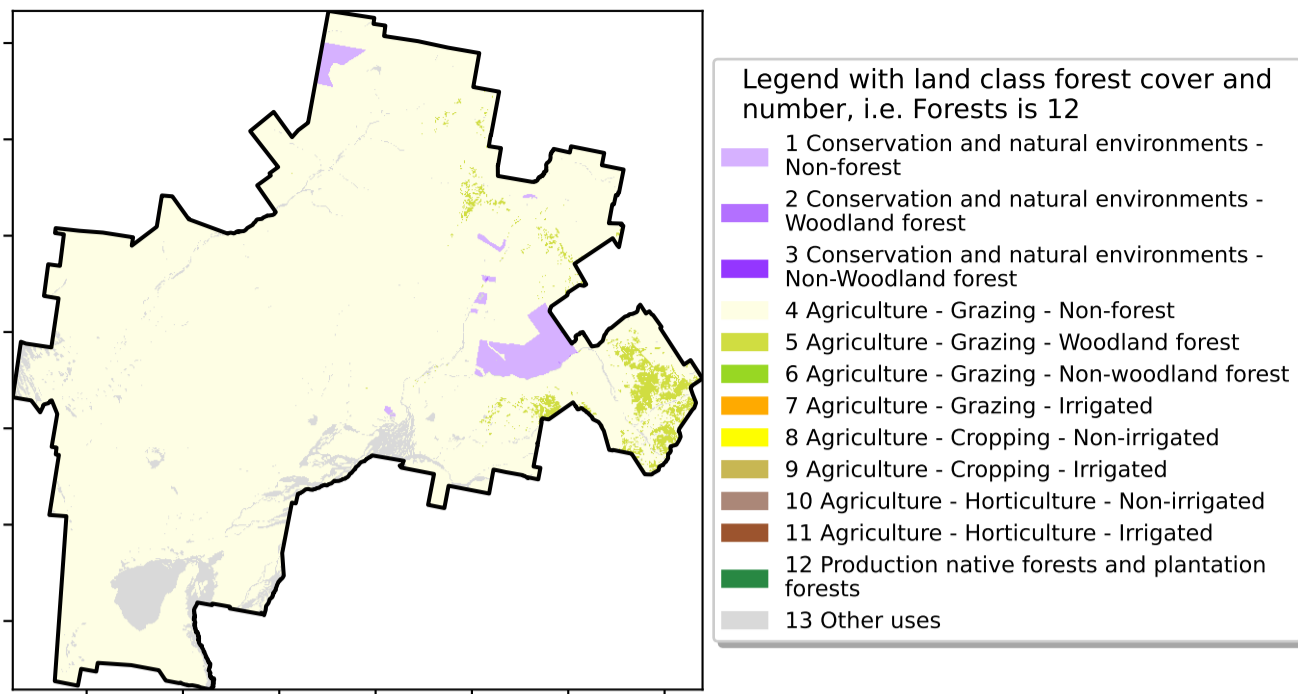 Legend with land class forest cover and
number, i.e. Forests is 12
1 Conservation and natural environments -
Non-forest
2 Conservation and natural environments -
Woodland forest
3 Conservation and natural environments -
Non-Woodland forest
4 Agriculture - Grazing - Non-forest
5 Agriculture - Grazing - Woodland forest
6 Agriculture - Grazing - Non-woodland forest
7 Agriculture - Grazing - Irrigated
8 Agriculture - Cropping - Non-irrigated
9 Agriculture - Cropping - Irrigated
10 Agriculture - Horticulture - Non-irrigated
11 Agriculture - Horticulture - Irrigated
12 Production native forests and plantation
forests
13 Other uses